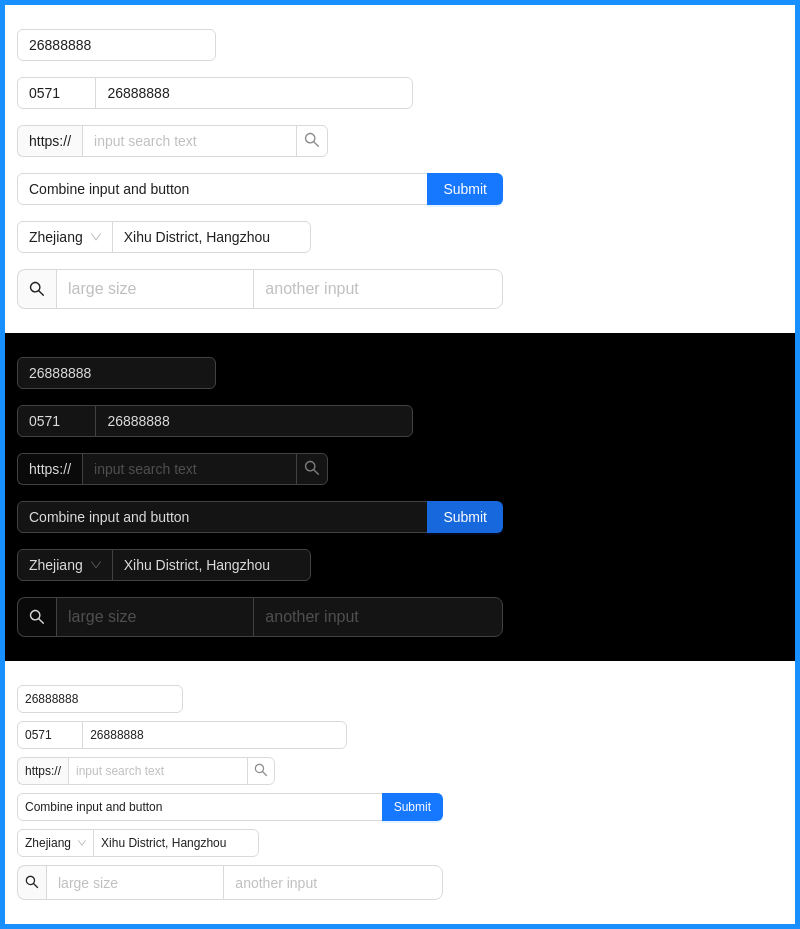 26888888
0571 26888888
https:// input search text
Combine input and button Submit
Zhejiang Xihu District, Hangzhou
large size another input
26888888
0571 26888888
https:// input search text
Combine input and button Submit
Zhejiang Xihu District, Hangzhou
large size another input
26888888
0571 26888888
https:// input search text
Combine input and button Submit
Zhejiang Xihu District, Hangzhou
large size another input